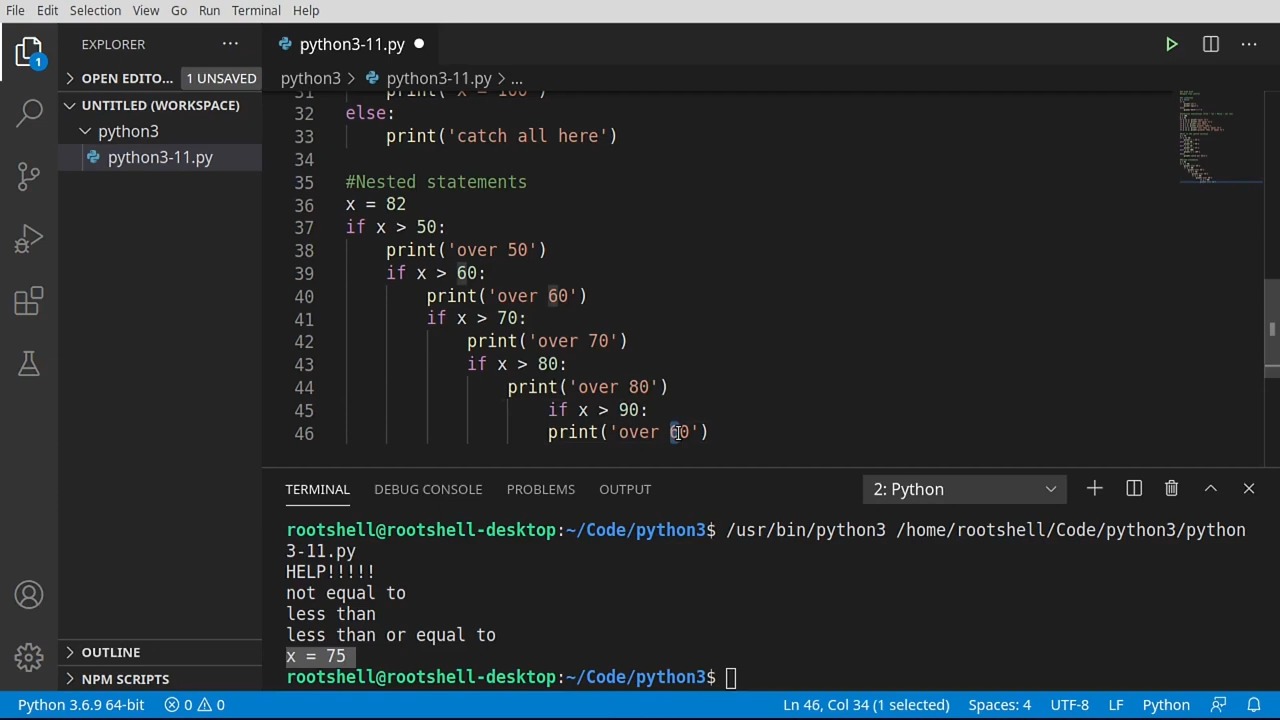 File Edit Selection View Go Run Terminal Help
EXPLORER
python3-11.py
OPEN EDITO... 1 UNSAVED
python3 > python3-11.py > ...
UNTITLED (WORKSPACE)
python3
python3-11.py
31 print('x = 100')
32 else:
33 print('catch all here')
34
35 #Nested statements
36 x = 82
37 if x > 50:
38 print('over 50')
39 if x > 60:
40 print('over 60')
41 if x > 70:
42 print('over 70')
43 if x > 80:
44 print('over 80')
45 if x > 90:
46 print('over 60')
1
OUTLINE
NPM SCRIPTS
TERMINAL DEBUG CONSOLE PROBLEMS OUTPUT 2: Python
rootshell@rootshell-desktop:~/Code/python3$ /usr/bin/python3 /home/rootshell/Code/python3/python
3-11.py
HELP!!!!!
not equal to
less than
less than or equal to
x = 75
rootshell@rootshell-desktop:~/Code/python3$
Python 3.6.9 64-bit 0 0 Ln 46, Col 34 (1 selected) Spaces: 4 UTF-8 LF Python